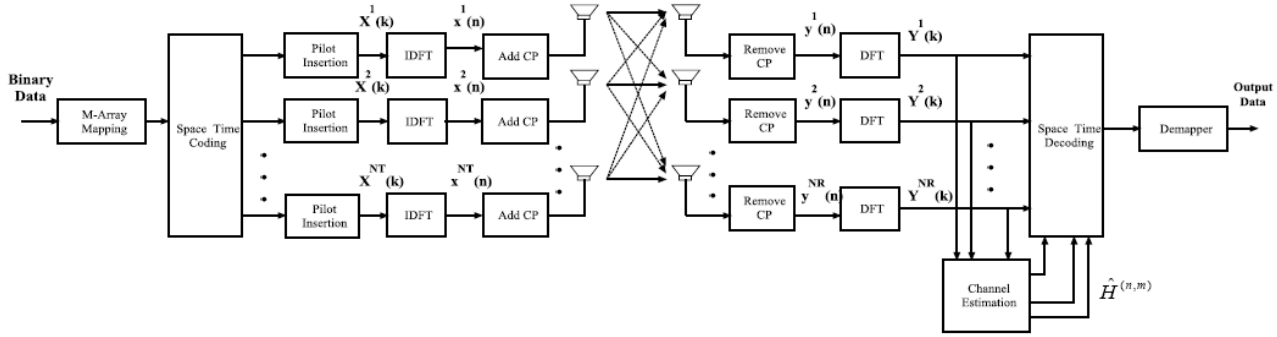 Binary
Data
M-Array
Mapping
Space Time
Coding
Pilot
Insertion
X^1(k)
IDFT
x^1(n)
Add CP
Pilot
Insertion
X^2(k)
IDFT
x^2(n)
Add CP
Pilot
Insertion
X^NT(k)
IDFT
x^NT(n)
Add CP
Remove
CP
y^1(n)
DFT
Y^1(k)
Remove
CP
y^2(n)
DFT
Y^2(k)
Remove
CP
y^NR(n)
DFT
Y^NR(k)
Space Time
Decoding
Channel
Estimation
Ĥ^(n,m)
Demapper
Output
Data